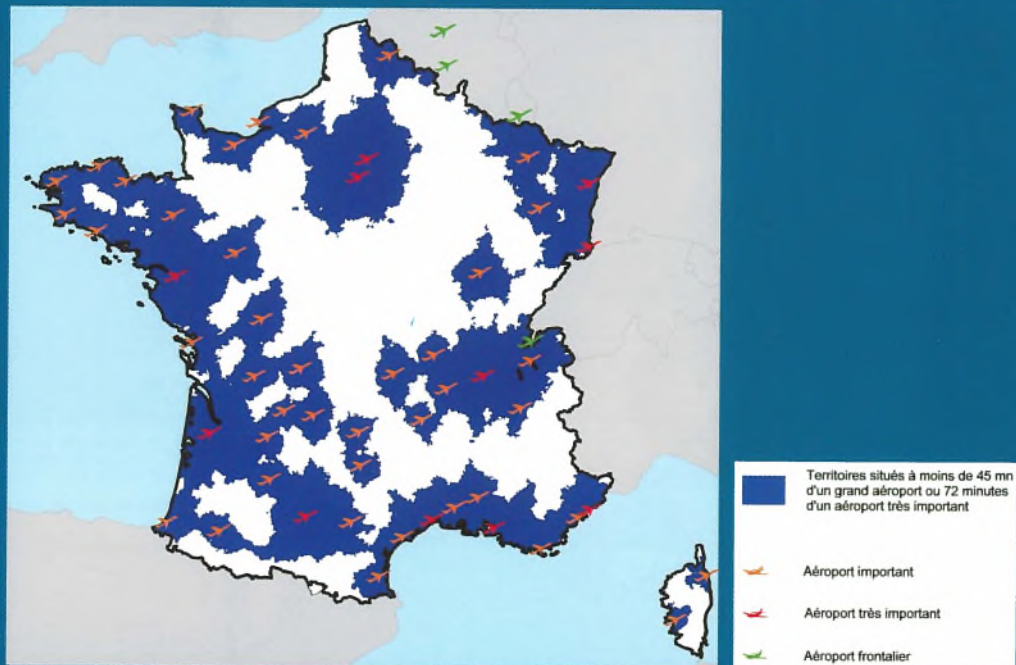 Territoires situés à moins de 45 mn
d'un grand aéroport ou 72 minutes
d'un aéroport très important
Aéroport important
Aéroport très important
Aéroport frontalier